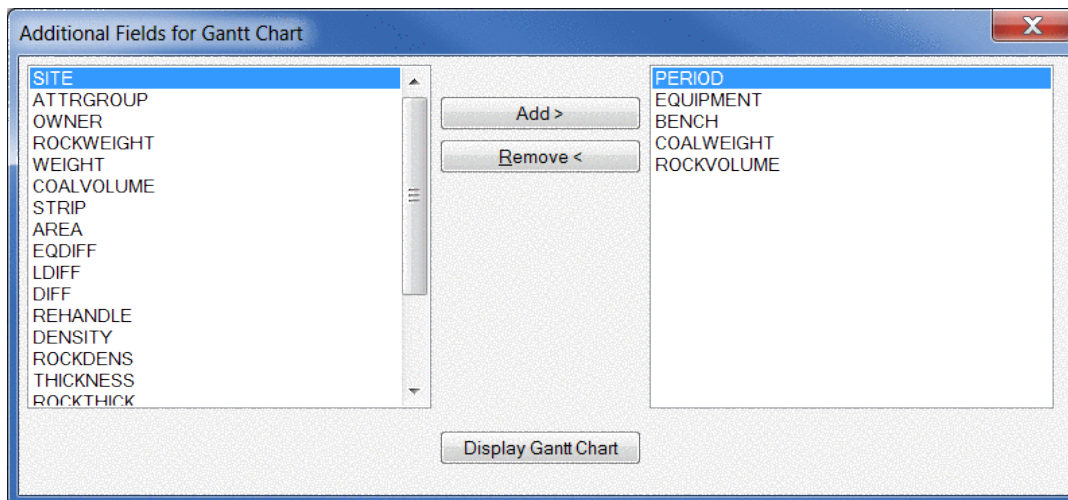 Additional Fields for Gantt Chart
SITE
ATTRGROUP
OWNER
ROCKWEIGHT
WEIGHT
COALVOLUME
STRIP
AREA
EQDIFF
LDIFF
DIFF
REHANDLE
DENSITY
ROCKDENS
THICKNESS
ROCKTHICK
Add >
Remove <
PERIOD
EQUIPMENT
BENCH
COALWEIGHT
ROCKVOLUME
Display Gantt Chart